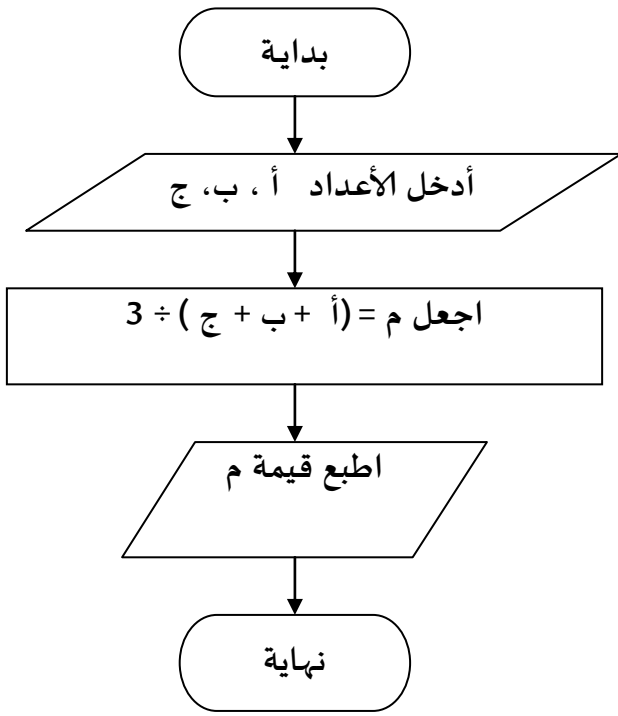 بداية
أدخل الأعداد أ ، ب، ج
اجعل م = (أ + ب + ج ) ÷ 3
اطبع قيمة م
نهاية